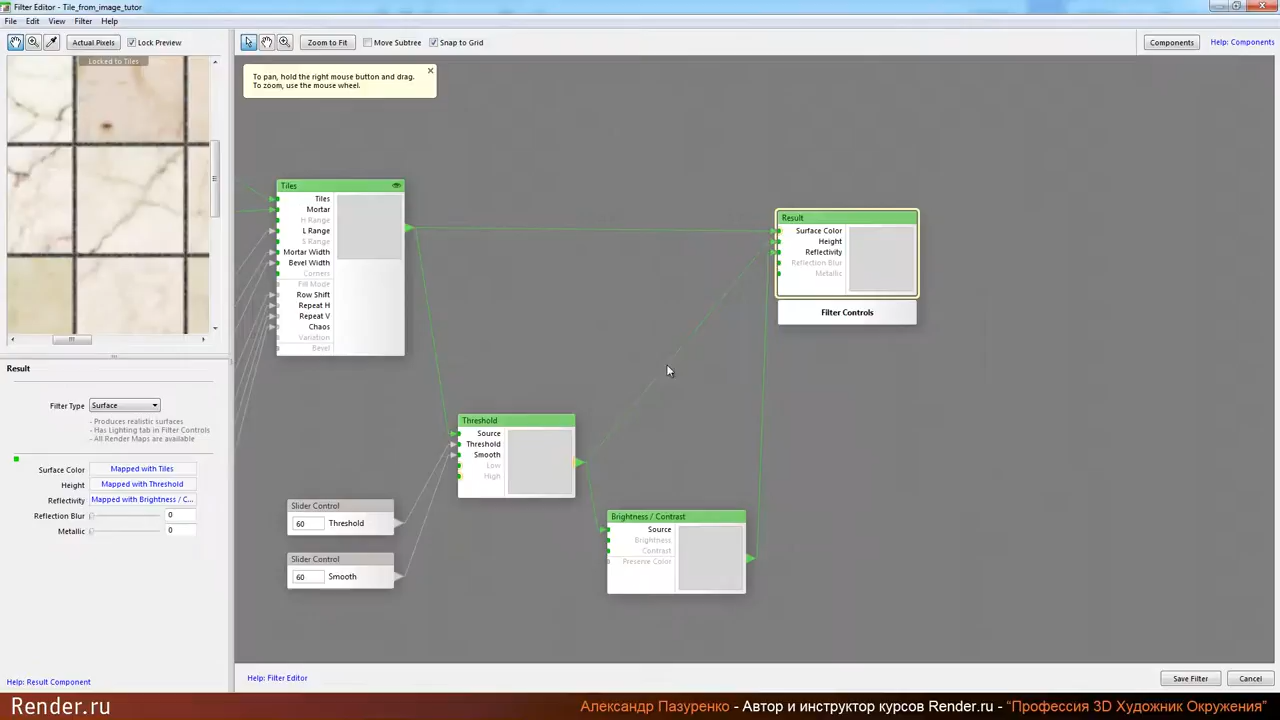 Filter Editor - Tile_from_image_tutor
File Edit View Filter Help
Actual Pixels Lock Preview
Zoom to Fit Move Subtree Snap to Grid
Components Help: Components
Locked to Tiles
To pan, hold the right mouse button and drag.
To zoom, use the mouse wheel.
Tiles
Tiles
Mortar
H Range
L Range
S Range
Mortar Width
Bevel Width
Corners
Fill Mode
Row Shift
Repeat H
Repeat V
Chaos
Variation
Bevel
Result
Surface Color
Height
Reflectivity
Reflection Blur
Metallic
Filter Controls
Threshold
Source
Threshold
Smooth
Low
High
Slider Control
60 Threshold
Slider Control
60 Smooth
Brightness / Contrast
Source
Brightness
Contrast
Preserve Color
Result
Filter Type Surface
- Produces realistic surfaces
- Has Lighting tab in Filter Controls
- All Render Maps are available
Surface Color Mapped with Tiles
Height Mapped with Threshold
Reflectivity Mapped with Brightness / C...
Reflection Blur 0
Metallic 0
Help: Result Component
Help: Filter Editor
Save Filter Cancel
Render.ru
Александр Пазуренко - Автор и инструктор курсов Render.ru - “Профессия 3D Художник Окружения”